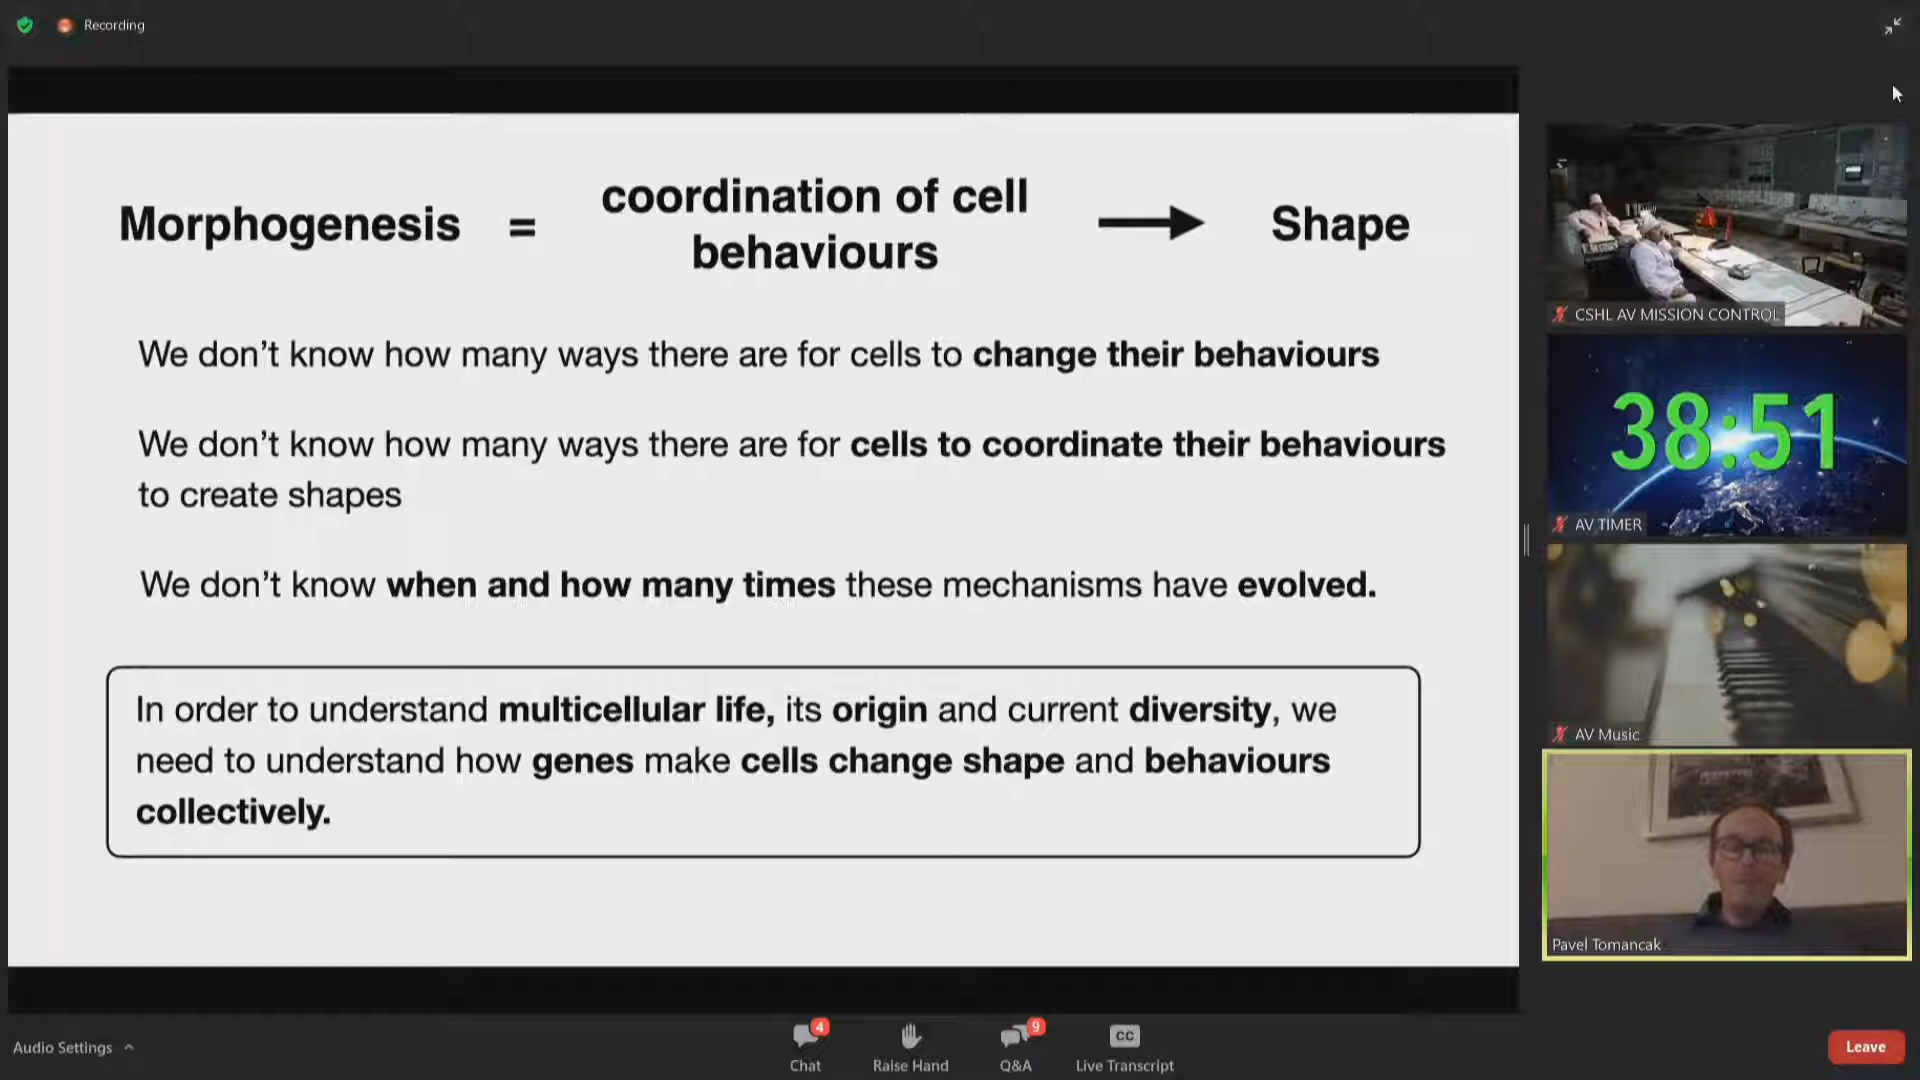 Recording
Morphogenesis = coordination of cell behaviours Shape
We don't know how many ways there are for cells to change their behaviours
We don't know how many ways there are for cells to coordinate their behaviours
to create shapes
We don't know when and how many times these mechanisms have evolved.
In order to understand multicellular life, its origin and current diversity, we
need to understand how genes make cells change shape and behaviours
collectively.
CSHL AV MISSION CONTROL
38:51
AV TIMER
AV Music
Pavel Tomancak
Audio Settings
4
Chat
Raise Hand
9
Q&A
CC
Live Transcript
Leave